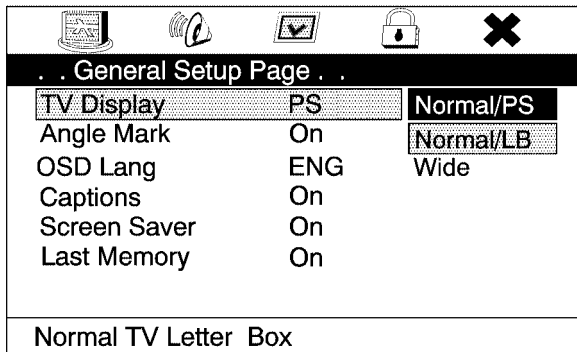 . . General Setup Page . .
TV Display PS Normal/PS
Angle Mark On Normal/LB
OSD Lang ENG Wide
Captions On
Screen Saver On
Last Memory On
Normal TV Letter Box